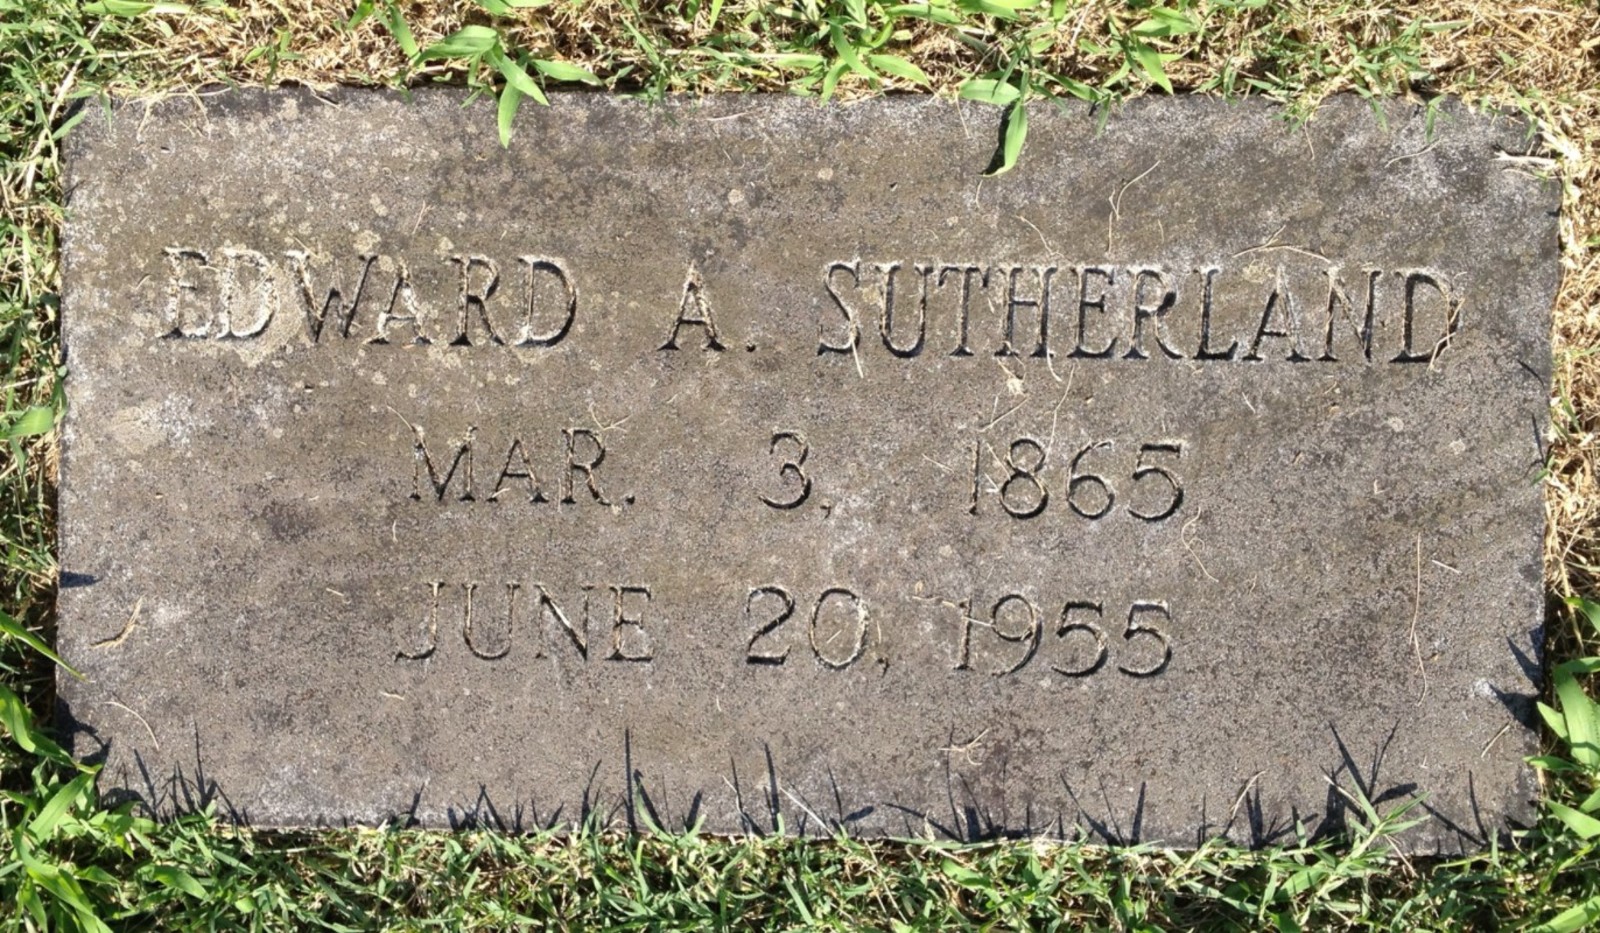 EDWARD A. SUTHERLAND
MAR. 3, 1865
JUNE 20, 1955